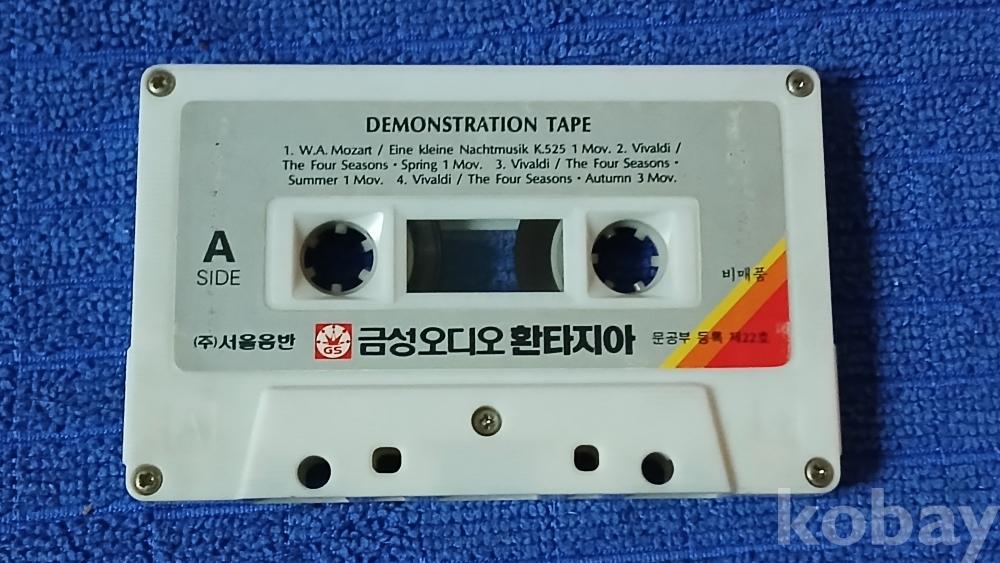 DEMONSTRATION TAPE
1. W.A. Mozart / Eine kleine Nachtmusik K.525 1 Mov. 2. Vivaldi /
The Four Seasons • Spring 1 Mov. 3. Vivaldi / The Four Seasons •
Summer 1 Mov. 4. Vivaldi / The Four Seasons • Autumn 3 Mov.
A
SIDE
비매품
(주)서울음반 GS 금성오디오 환타지아 문공부 등록 제22호
kobay